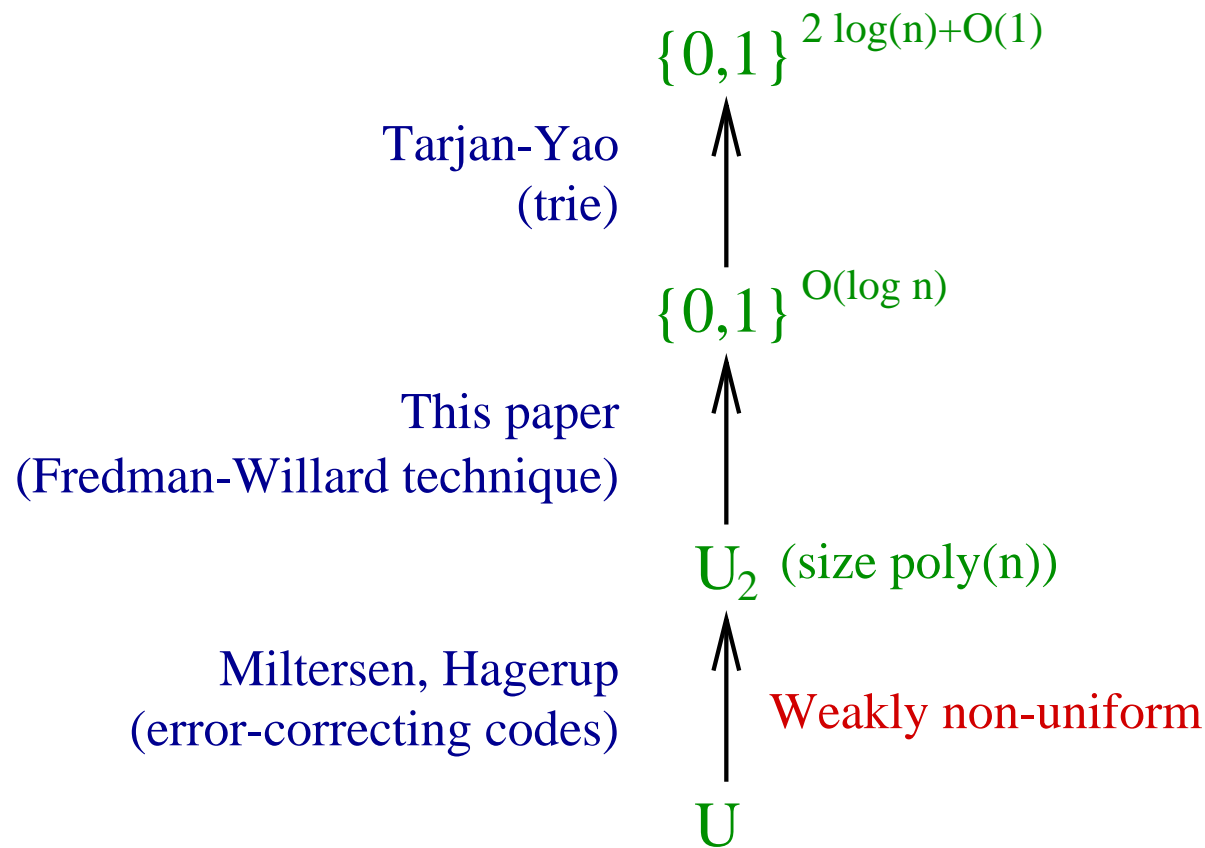 {0,1} 2 log(n)+O(1)
Tarjan-Yao
(trie)
{0,1} O(log n)
This paper
(Fredman-Willard technique)
U2 (size poly(n))
Miltersen, Hagerup
(error-correcting codes)
Weakly non-uniform
U